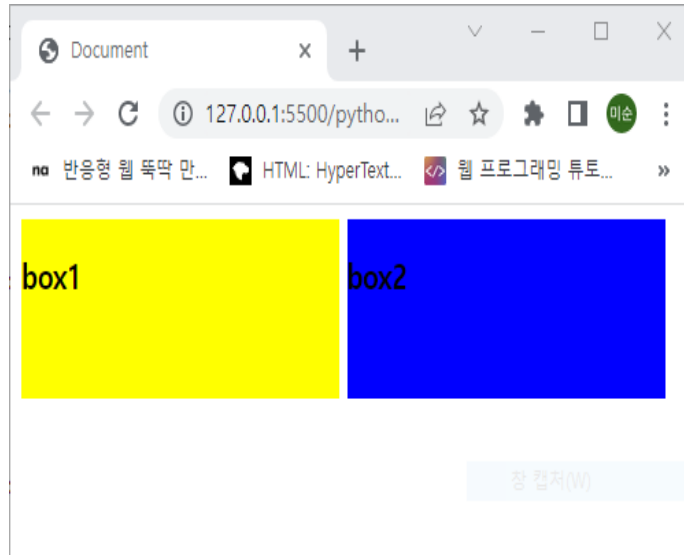 Document
127.0.0.1:5500/pytho...
미순
na 반응형 웹 뚝딱 만...
HTML: HyperText...
웹 프로그래밍 튜토...
box1
box2
창 캡처(W)